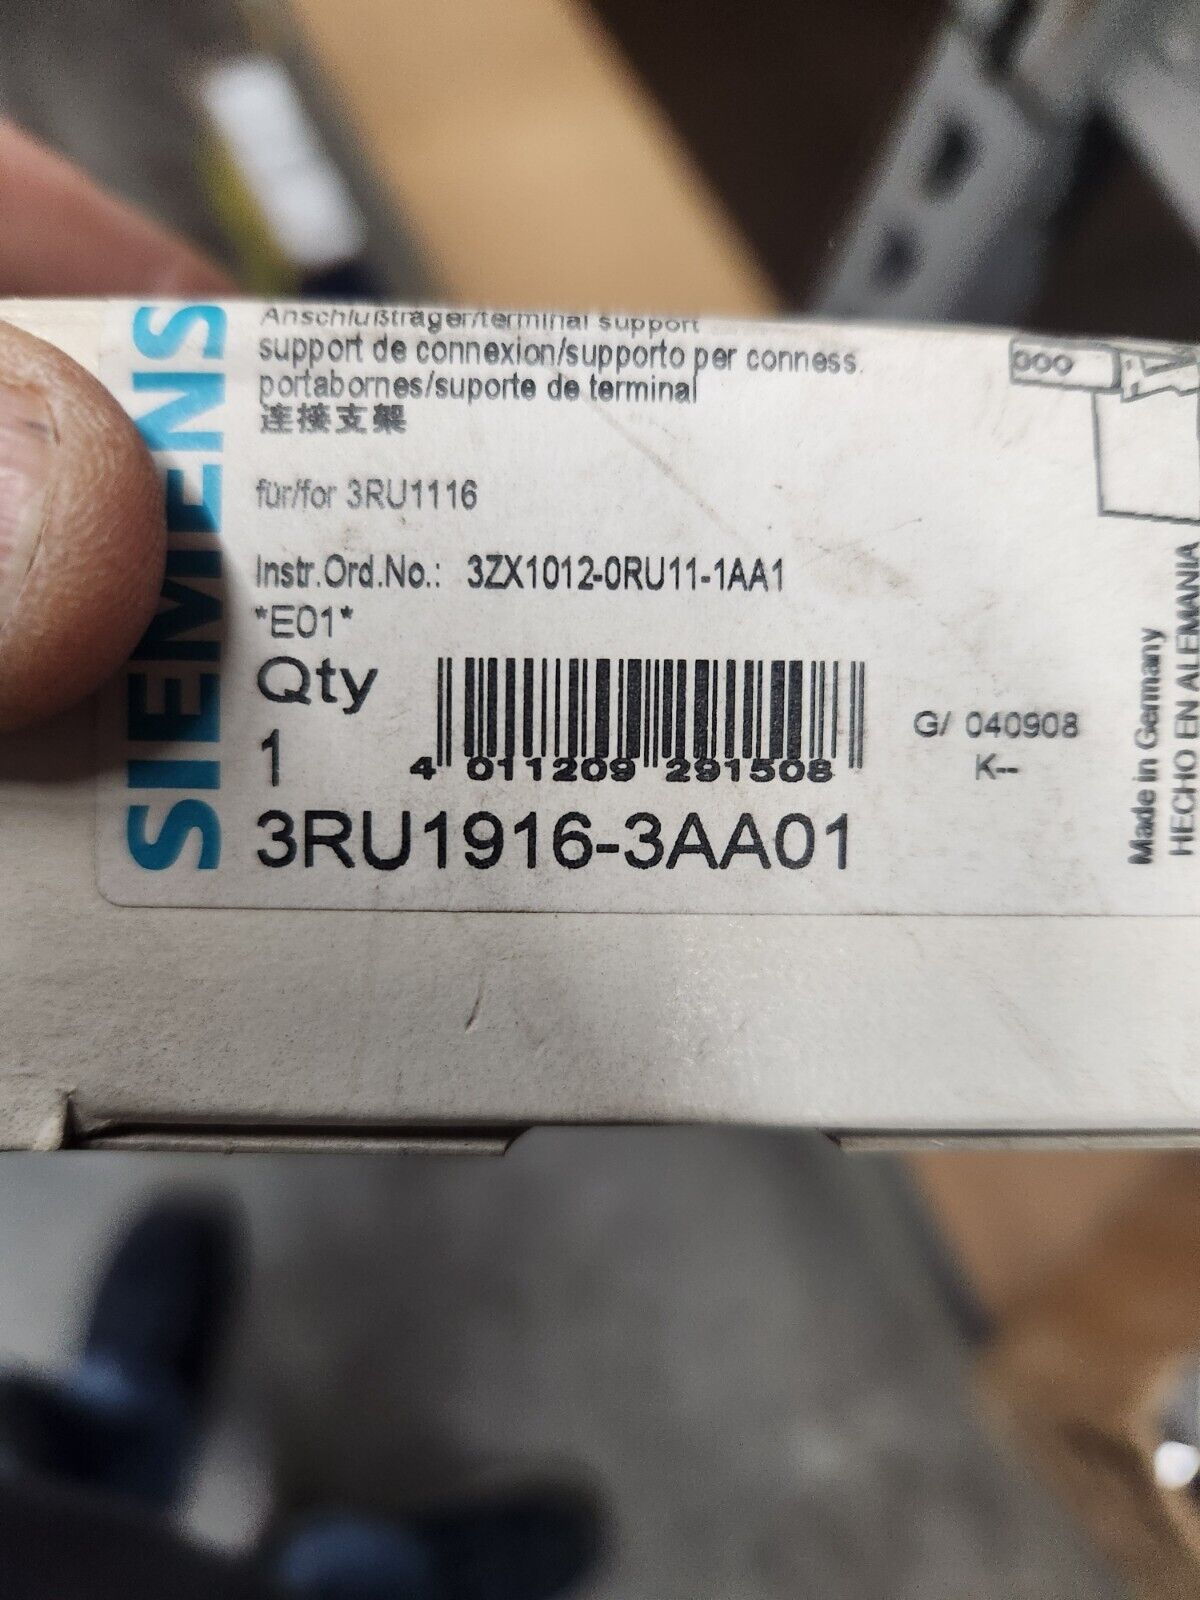 SIEMENS
Anschlußträger/terminal support
support de connexion/supporto per conness.
portabornes/suporte de terminal
连接支架
für/for 3RU1116
Instr.Ord.No.: 3ZX1012-0RU11-1AA1
*E01*
Qty
1
4 011209 291508
G/ 040908
K--
3RU1916-3AA01
Made in Germany
HECHO EN ALEMANIA